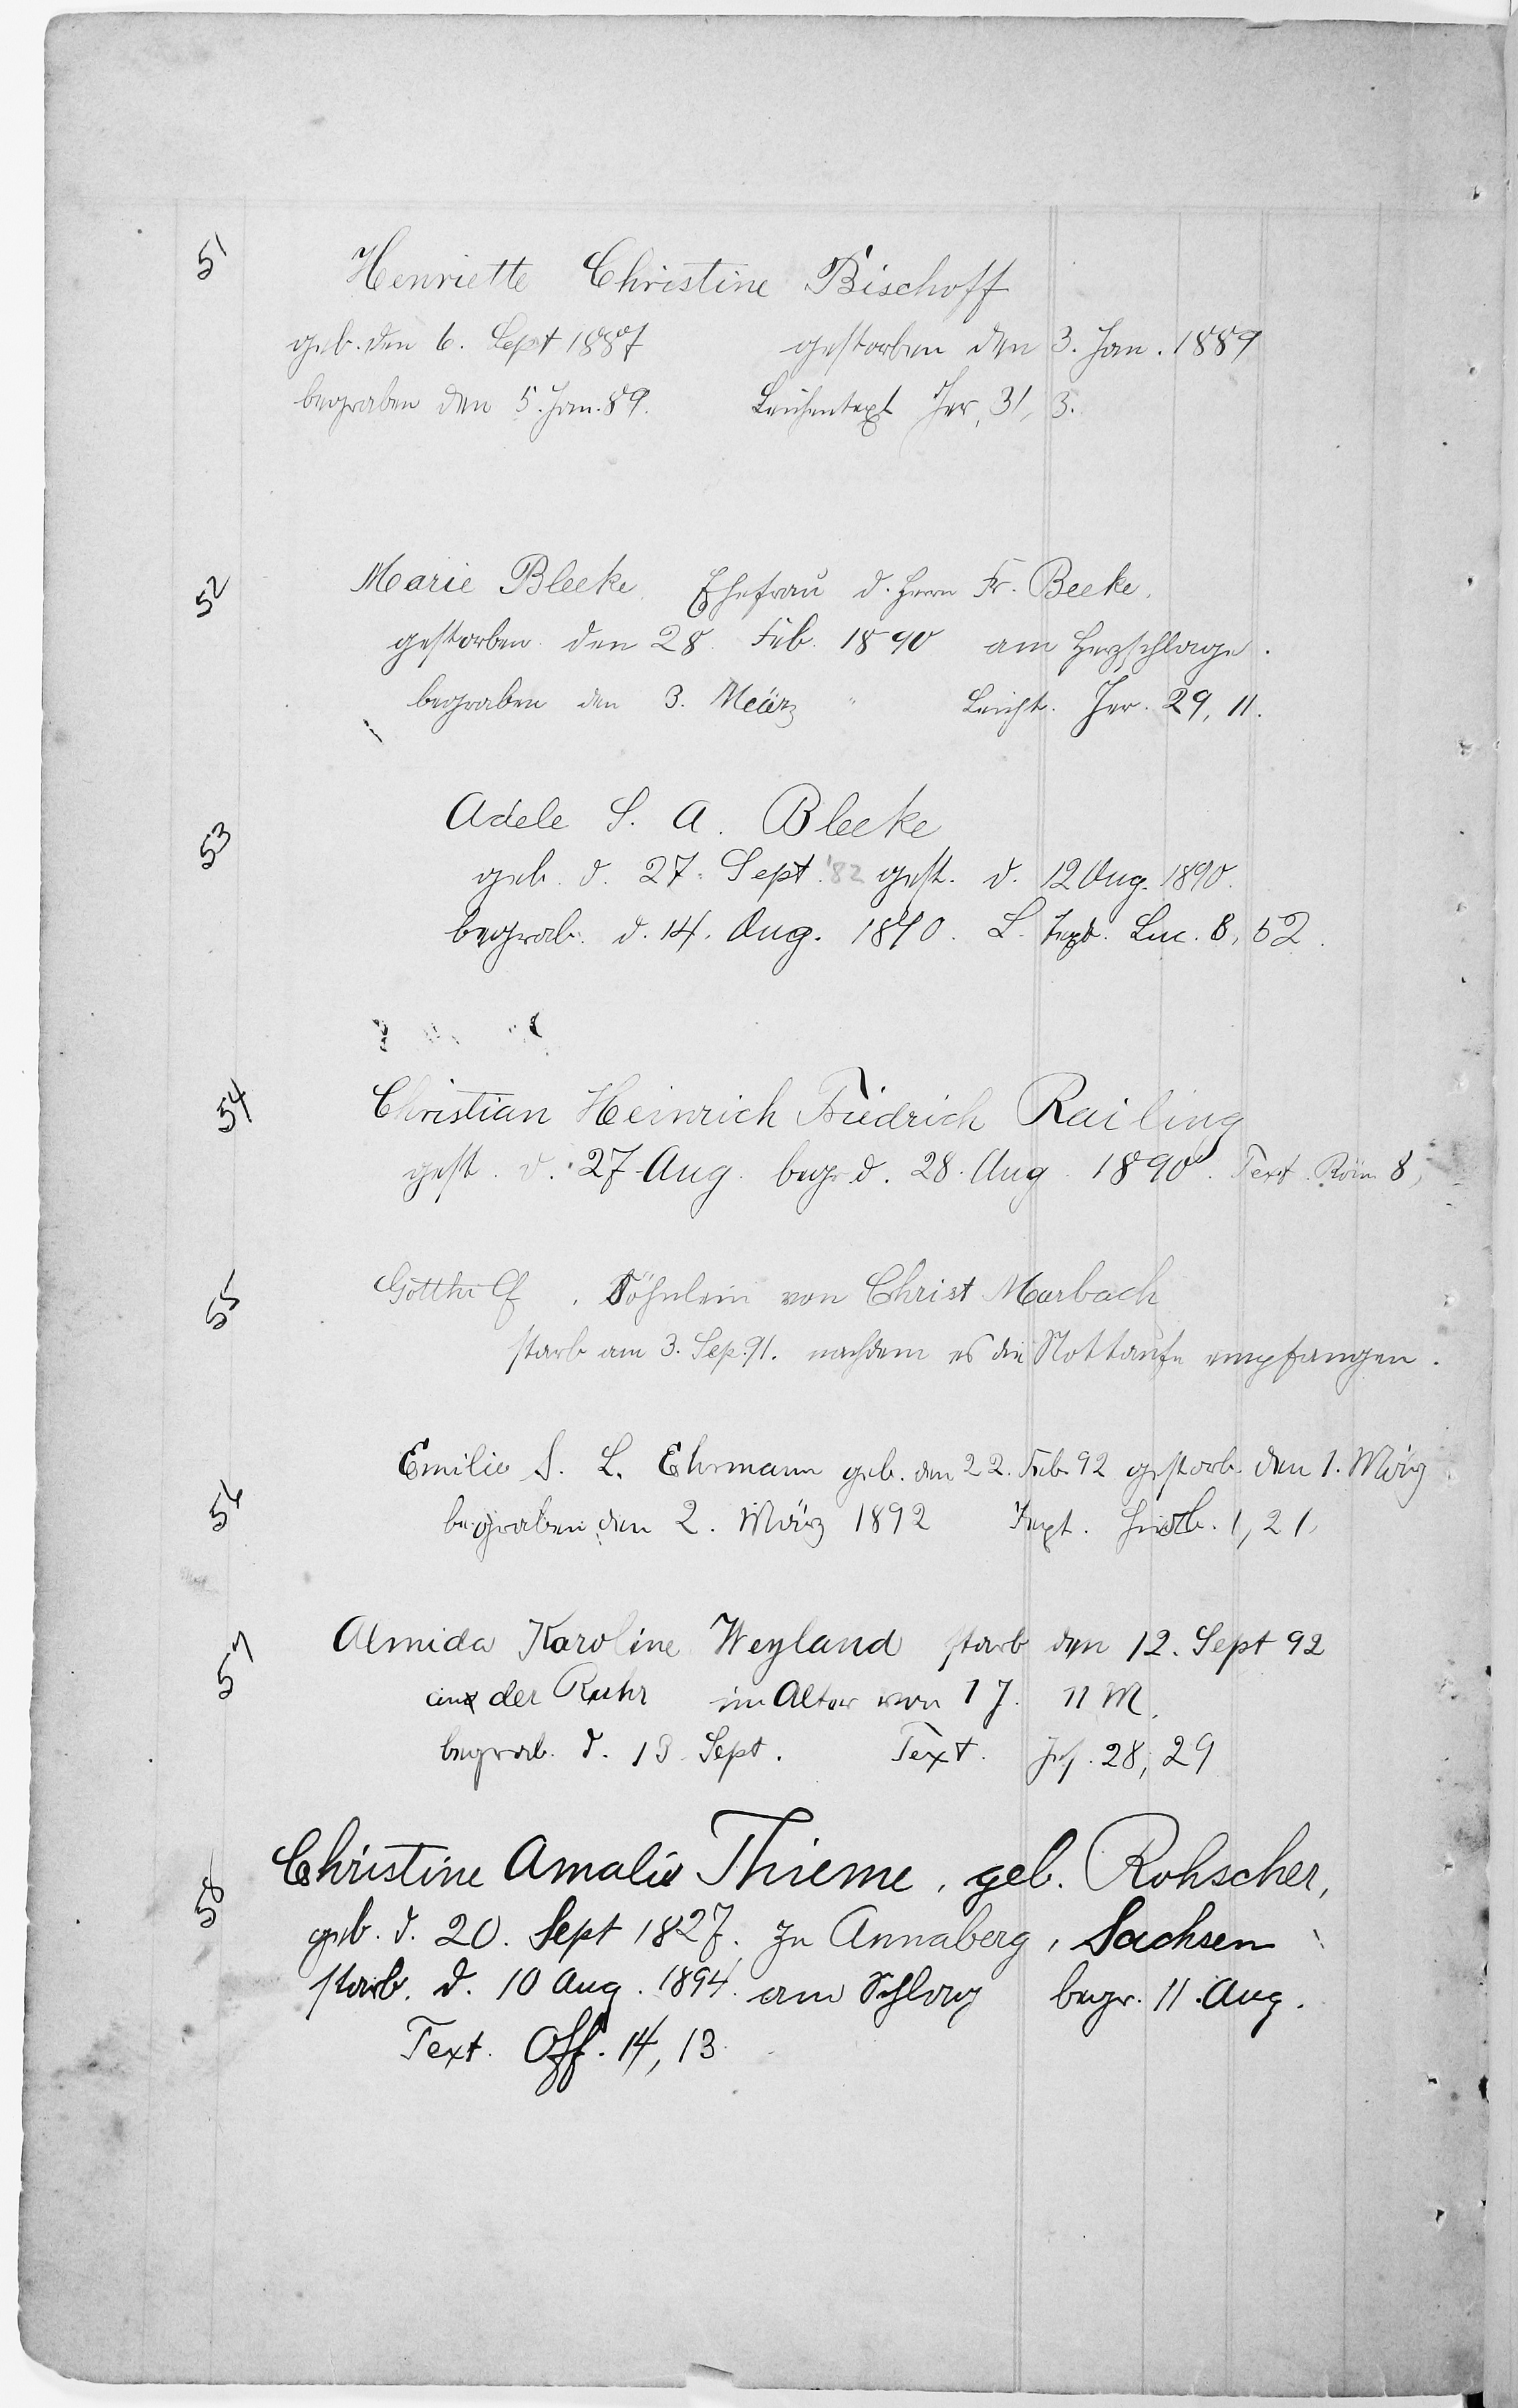 51 Henriette Christine Bischoff
geb. den 6. Sept 1887 gestorben den 3. Jan. 1889
begraben den 5. Jan. 89. Leichentext Jer. 31, 3.
52 Marie Bleeke, Ehefrau d. Herrn Fr. Beeke.
gestorben den 28 Feb. 1890 am Herzschlage.
begraben den 3. März " Leicht. Jer. 29, 11.
53 Adele S. A. Bleeke
geb. d. 27. Sept. '82 gest. d. 12 Aug. 1890.
begrab. d. 14. Aug. 1890. L. Text. Luc. 8, 52.
54 Christian Heinrich Friedrich Railing
gest. d. 27 Aug. begr. d. 28. Aug. 1890. Text. Röm 8,
55 Gotthilf, Söhnlein von Christ Marbach
starb am 3. Sep. 91. nachdem es die Nottaufe empfangen.
56 Emilie S. L. Ehrmann geb. den 22. Feb. 92 gestorb. den 1. März
begraben den 2. März 1892 Text. Hiob. 1, 21,
57 Almida Karoline Weyland starb den 12. Sept 92
an der Ruhr im Alter von 1 J. 11 M.
begrab. d. 13 Sept. Text. Jes. 28, 29
58 Christine Amalie Thieme, geb. Rohscher,
geb. d. 20. Sept 1827. zu Annaberg, Sachsen
starb. d. 10 Aug. 1894. am Schlag begr. 11. Aug.
Text. Off. 14, 13.